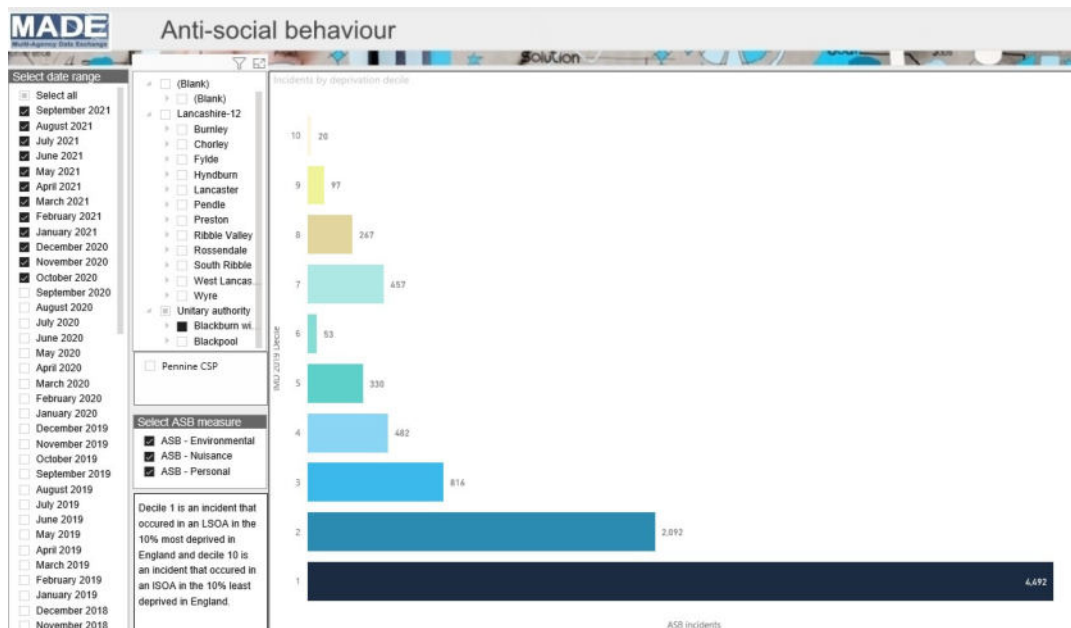 MADE
Multi-Agency Data Exchange
Anti-social behaviour
Solution
Select date range
Select all
September 2021
August 2021
July 2021
June 2021
May 2021
April 2021
March 2021
February 2021
January 2021
December 2020
November 2020
October 2020
September 2020
August 2020
July 2020
June 2020
May 2020
April 2020
March 2020
February 2020
January 2020
December 2019
November 2019
October 2019
September 2019
August 2019
July 2019
June 2019
May 2019
April 2019
March 2019
February 2019
January 2019
December 2018
November 2018
(Blank)
(Blank)
Lancashire-12
Burnley
Chorley
Fylde
Hyndburn
Lancaster
Pendle
Preston
Ribble Valley
Rossendale
South Ribble
West Lancas...
Wyre
Unitary authority
Blackburn wi...
Blackpool
Pennine CSP
Select ASB measure
ASB - Environmental
ASB - Nuisance
ASB - Personal
Decile 1 is an incident that
occured in an LSOA in the
10% most deprived in
England and decile 10 is
an incident that occured in
an lSOA in the 10% least
deprived in England.
Incidents by deprivation decile
IMD 2019 Decile
10 20
9 97
8 267
7 457
6 53
5 330
4 482
3 816
2 2,092
1 4,492
ASB incidents